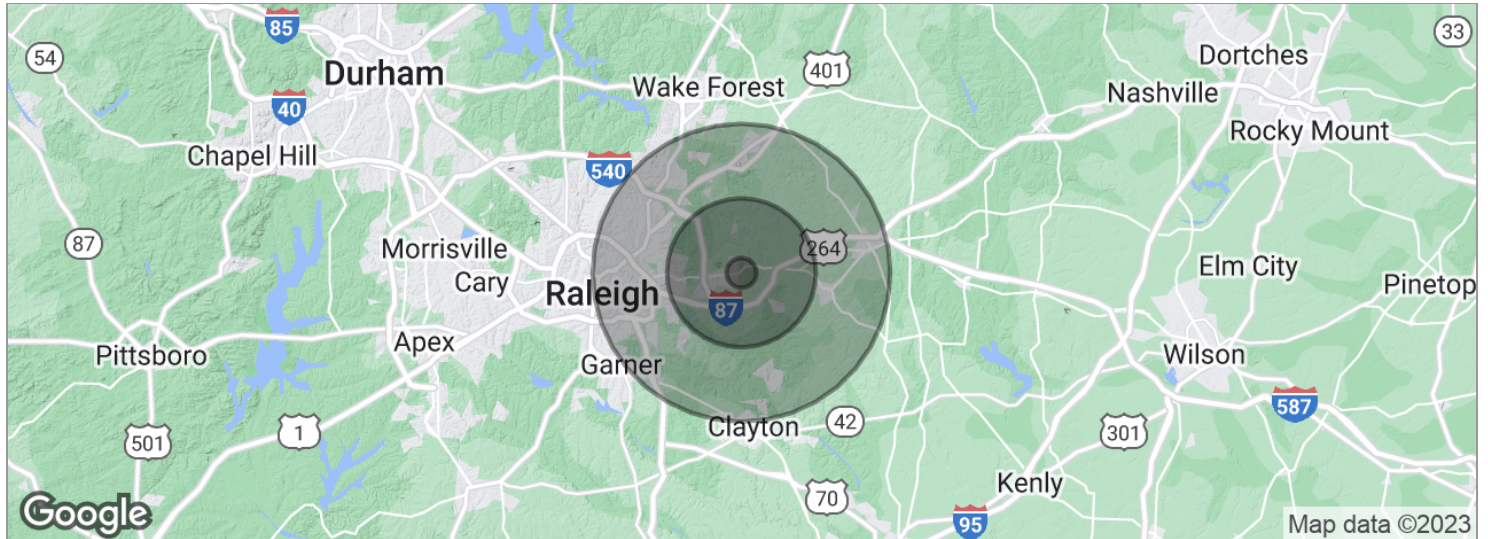 85
33
54
Dortches
Durham
401
Wake Forest
Nashville
40
Rocky Mount
Chapel Hill
540
87
Morrisville
264
Elm City
Cary
Pinetop
Raleigh
87
Apex
Pittsboro
Wilson
Garner
587
Clayton
42
1
301
501
Kenly
70
Google
95
Map data ©2023